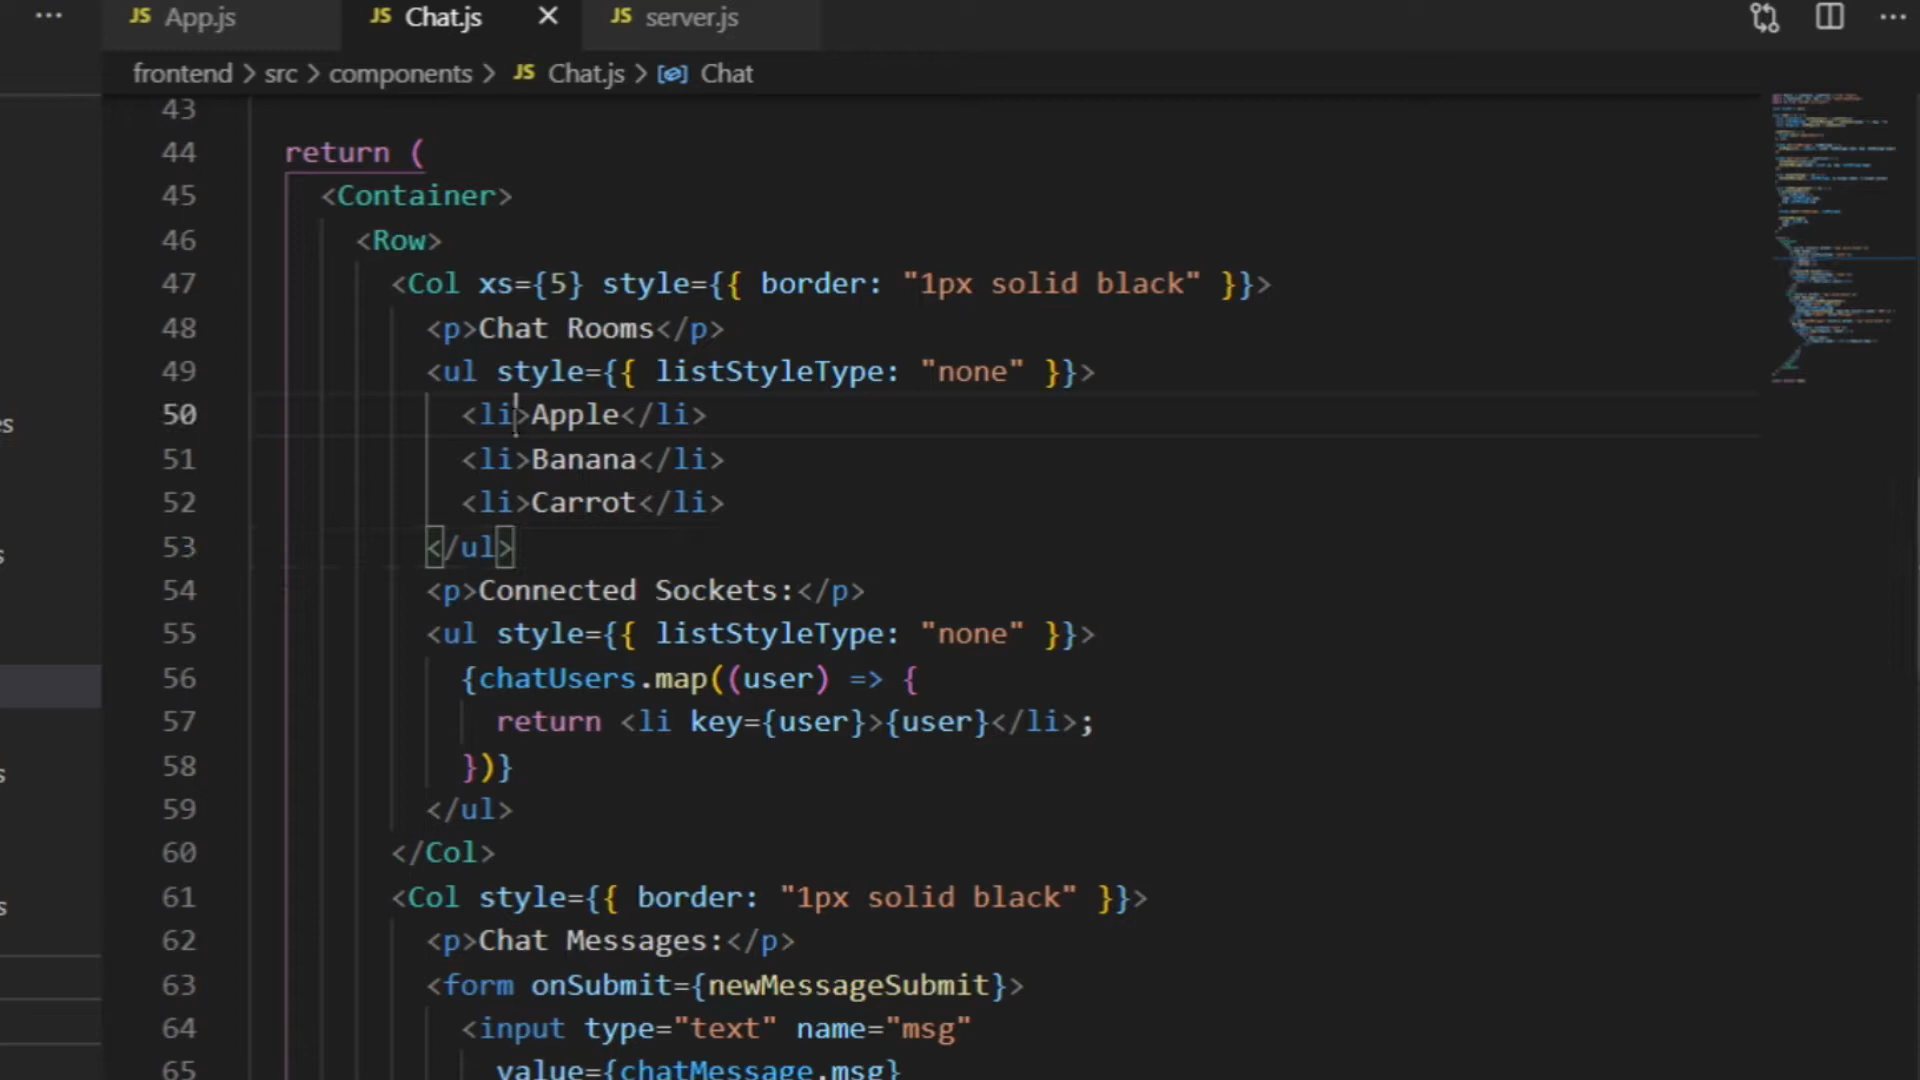 JS App.js JS Chat.js × JS server.js
frontend > src > components > JS Chat.js > Chat
43
44 return (
45 <Container>
46 <Row>
47 <Col xs={5} style={{ border: "1px solid black" }}>
48 <p>Chat Rooms</p>
49 <ul style={{ listStyleType: "none" }}>
50 <li>Apple</li>
51 <li>Banana</li>
52 <li>Carrot</li>
53 </ul>
54 <p>Connected Sockets:</p>
55 <ul style={{ listStyleType: "none" }}>
56 {chatUsers.map((user) => {
57 return <li key={user}>{user}</li>;
58 })}
59 </ul>
60 </Col>
61 <Col style={{ border: "1px solid black" }}>
62 <p>Chat Messages:</p>
63 <form onSubmit={newMessageSubmit}>
64 <input type="text" name="msg"
65 value={chatMessage.msg}